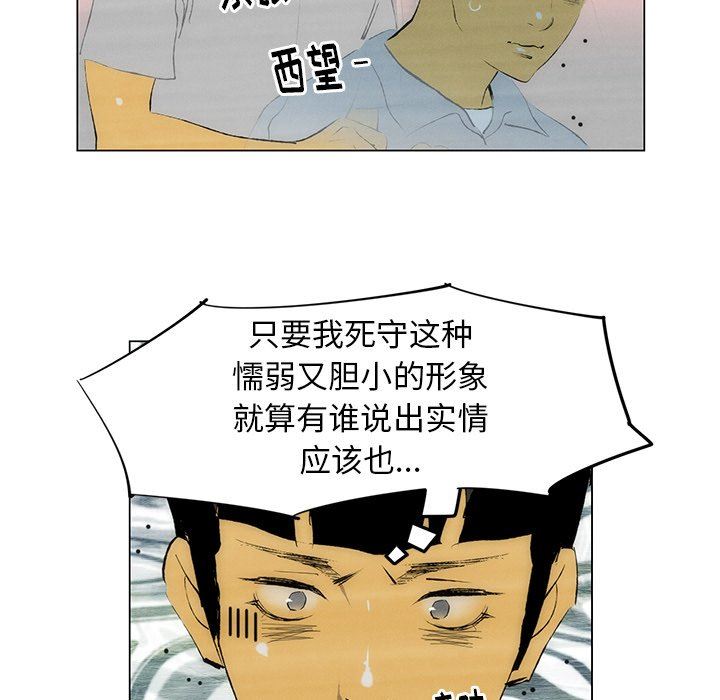 西望-
只要我死守这种
懦弱又胆小的形象
就算有谁说出实情
应该也...